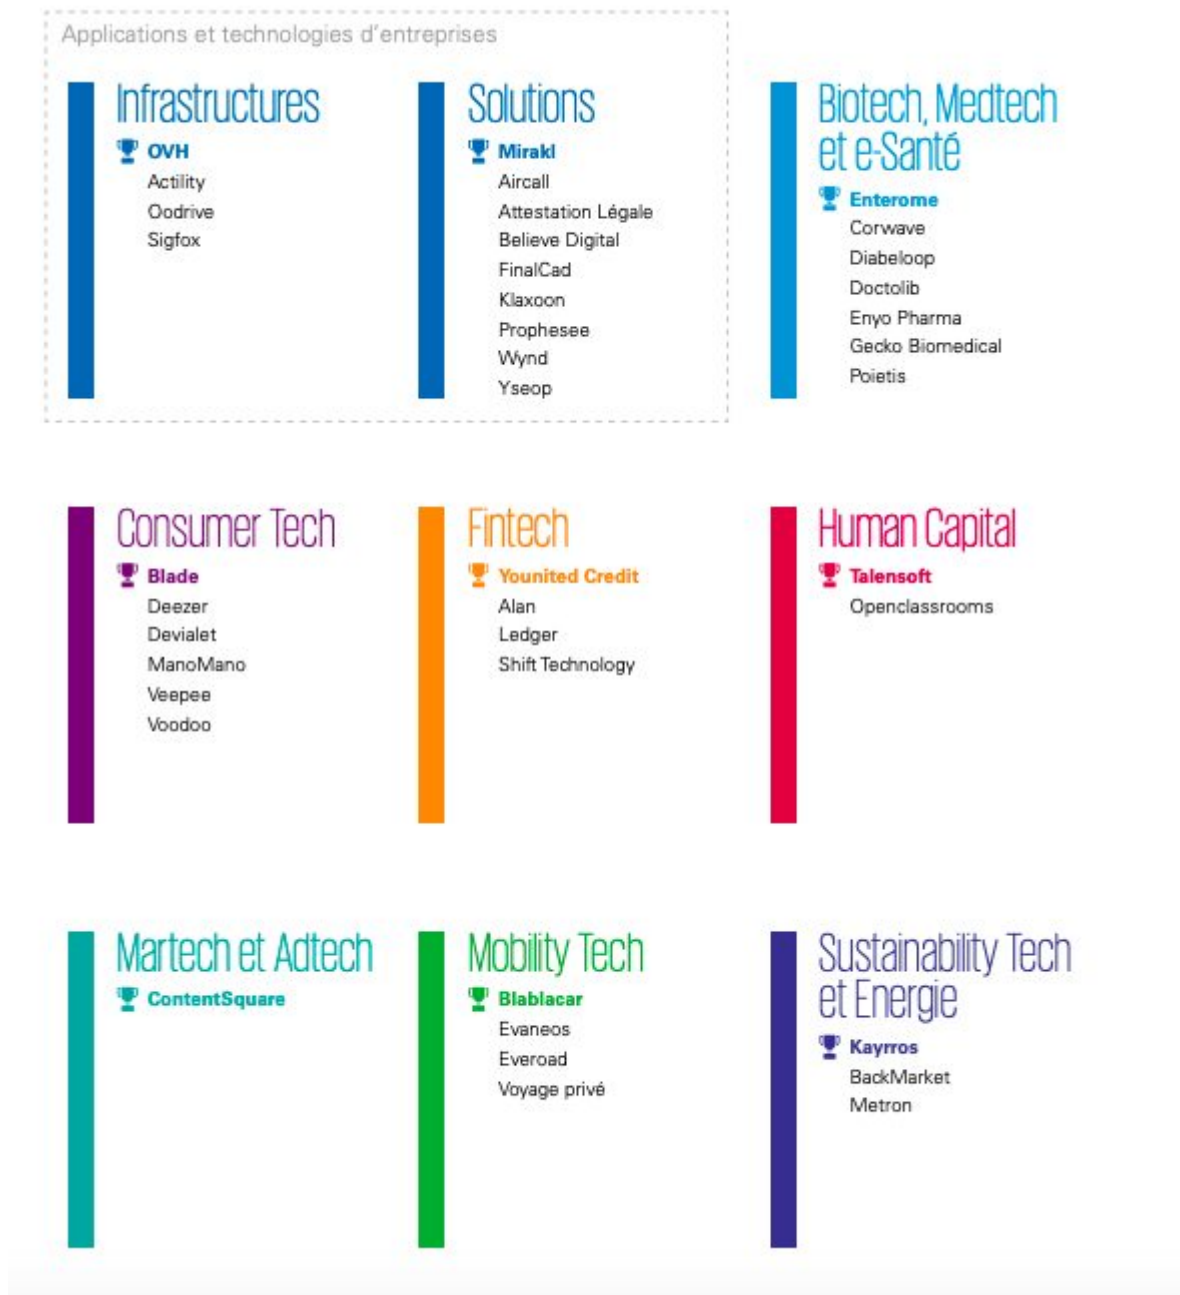 Applications et technologies d'entreprises
Infrastructures
OVH
Actility
Oodrive
Sigfox
Solutions
Mirakl
Aircall
Attestation Légale
Believe Digital
FinalCad
Klaxoon
Prophesee
Wynd
Yseop
Biotech, Medtech
et e-Santé
Enterome
Corwave
Diabeloop
Doctolib
Enyo Pharma
Gecko Biomedical
Poietis
Consumer Tech
Blade
Deezer
Devialet
ManoMano
Veepee
Voodoo
Fintech
Younited Credit
Alan
Ledger
Shift Technology
Human Capital
Talensoft
Openclassrooms
Martech et Adtech
ContentSquare
Mobility Tech
Blablacar
Evaneos
Everoad
Voyage privé
Sustainability Tech
et Energie
Kayrros
BackMarket
Metron